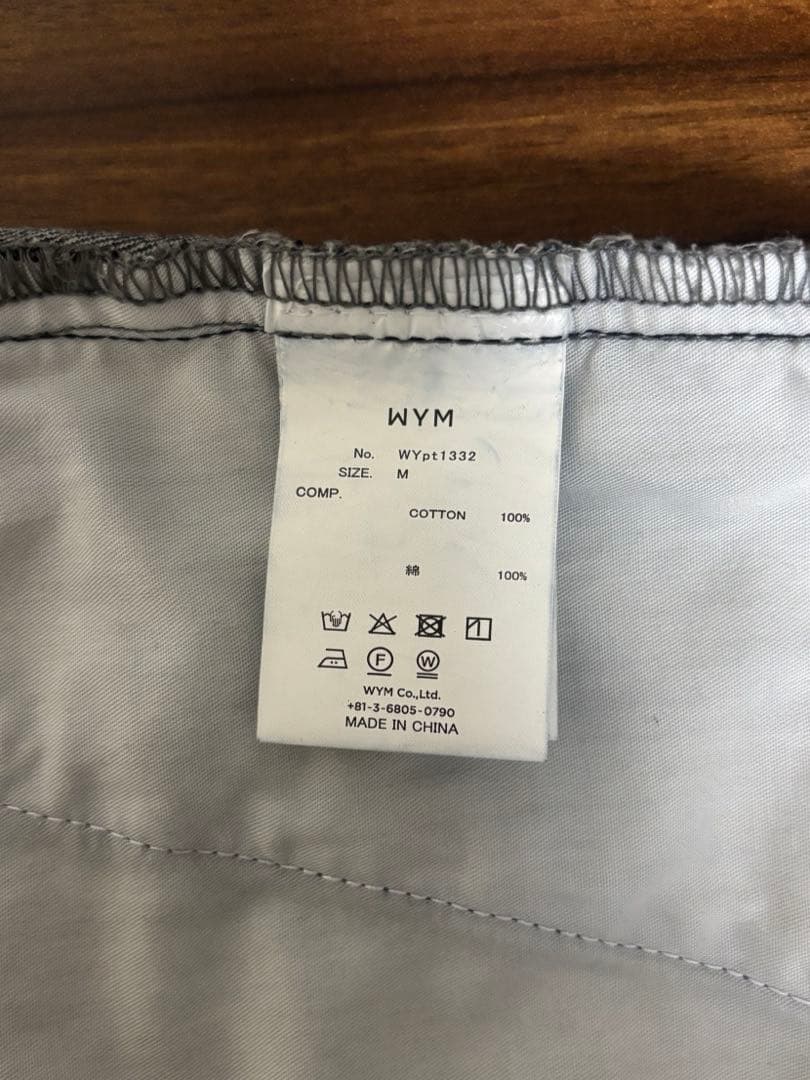 WYM
No. WYpt1332
SIZE. M
COMP.
COTTON 100%
綿 100%
F W
WYM Co.,Ltd.
+81-3-6805-0790
MADE IN CHINA